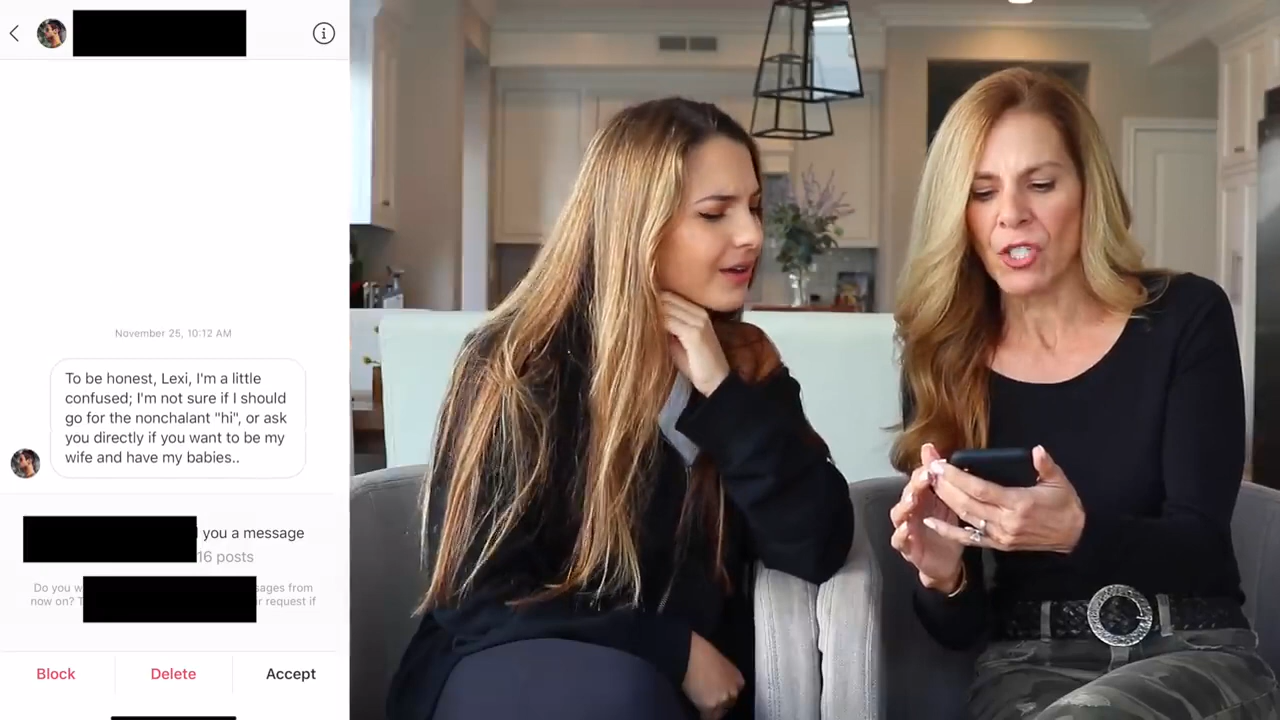 November 25, 10:12 AM
To be honest, Lexi, I'm a little
confused; I'm not sure if I should
go for the nonchalant "hi", or ask
you directly if you want to be my
wife and have my babies..
you a message
16 posts
Do you
from
now on?
request if
Block Delete Accept